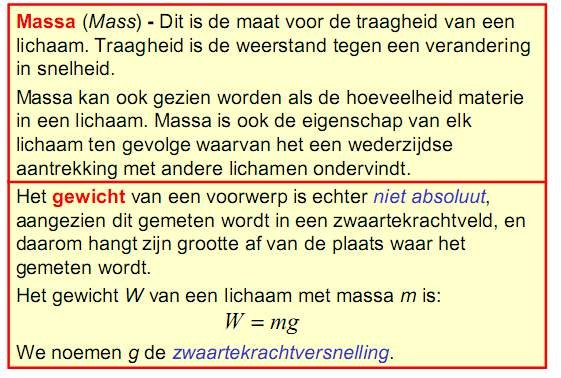 Massa (Mass) - Dit is de maat voor de traagheid van een
lichaam. Traagheid is de weerstand tegen een verandering
in snelheid.
Massa kan ook gezien worden als de hoeveelheid materie
in een lichaam. Massa is ook de eigenschap van elk
lichaam ten gevolge waarvan het een wederzijdse
aantrekking met andere lichamen ondervindt.
Het gewicht van een voorwerp is echter niet absoluut,
aangezien dit gemeten wordt in een zwaartekrachtveld, en
daarom hangt zijn grootte af van de plaats waar het
gemeten wordt.
Het gewicht W van een lichaam met massa m is:
W = mg
We noemen g de zwaartekrachtversnelling.